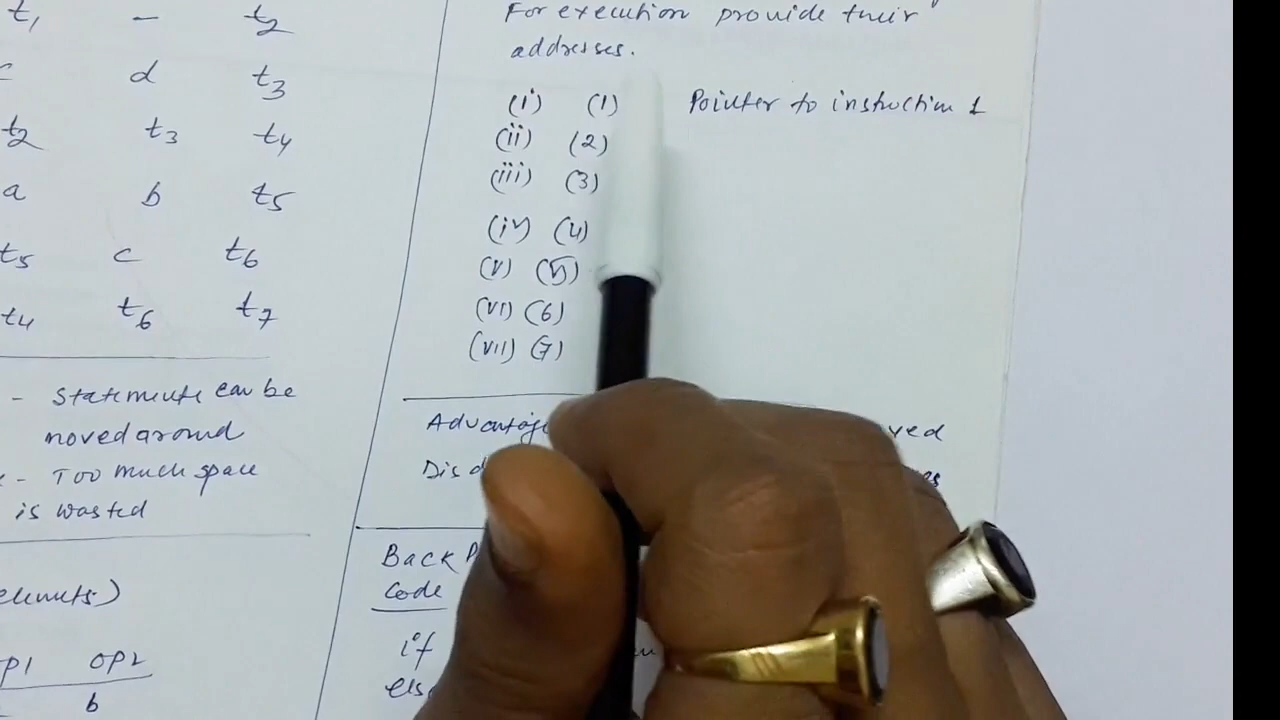 t1 - t2
c d t3
t2 t3 t4
a b t5
t5 c t6
t4 t6 t7
- Statements can be
moved around
- Too much space
is wasted
OP1 OP2
b
For execution provide their
addresses.
(i) (1) Pointer to instruction 1
(ii) (2)
(iii) (3)
(iv) (4)
(v) (5)
(vi) (6)
(vii) (7)
Back
Code
if